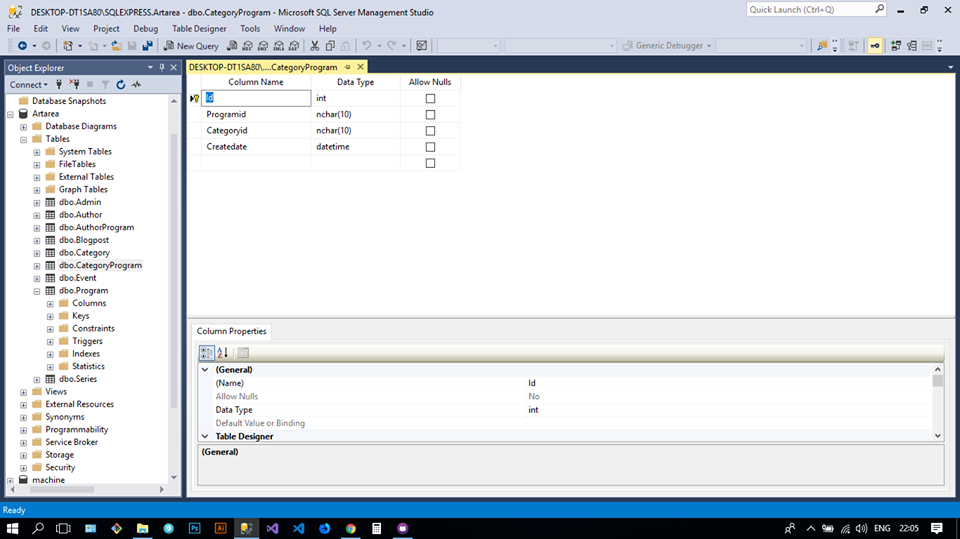 DESKTOP-DT1SA80\SQLEXPRESS.Artarea - dbo.CategoryProgram - Microsoft SQL Server Management Studio
Quick Launch (Ctrl+Q)
File Edit View Project Debug Table Designer Tools Window Help
New Query
MDX DMX XMLA DAX
Generic Debugger
Object Explorer
Connect
Database Snapshots
Artarea
Database Diagrams
Tables
System Tables
FileTables
External Tables
Graph Tables
dbo.Admin
dbo.Author
dbo.AuthorProgram
dbo.Blogpost
dbo.Category
dbo.CategoryProgram
dbo.Event
dbo.Program
Columns
Keys
Constraints
Triggers
Indexes
Statistics
dbo.Series
Views
External Resources
Synonyms
Programmability
Service Broker
Storage
Security
machine
DESKTOP-DT1SA80\....CategoryProgram
Column Name Data Type Allow Nulls
Id int
Programid nchar(10)
Categoryid nchar(10)
Createdate datetime
Column Properties
(General)
(Name) Id
Allow Nulls No
Data Type int
Default Value or Binding
Table Designer
(General)
Ready
Ps Ai ENG 22:05